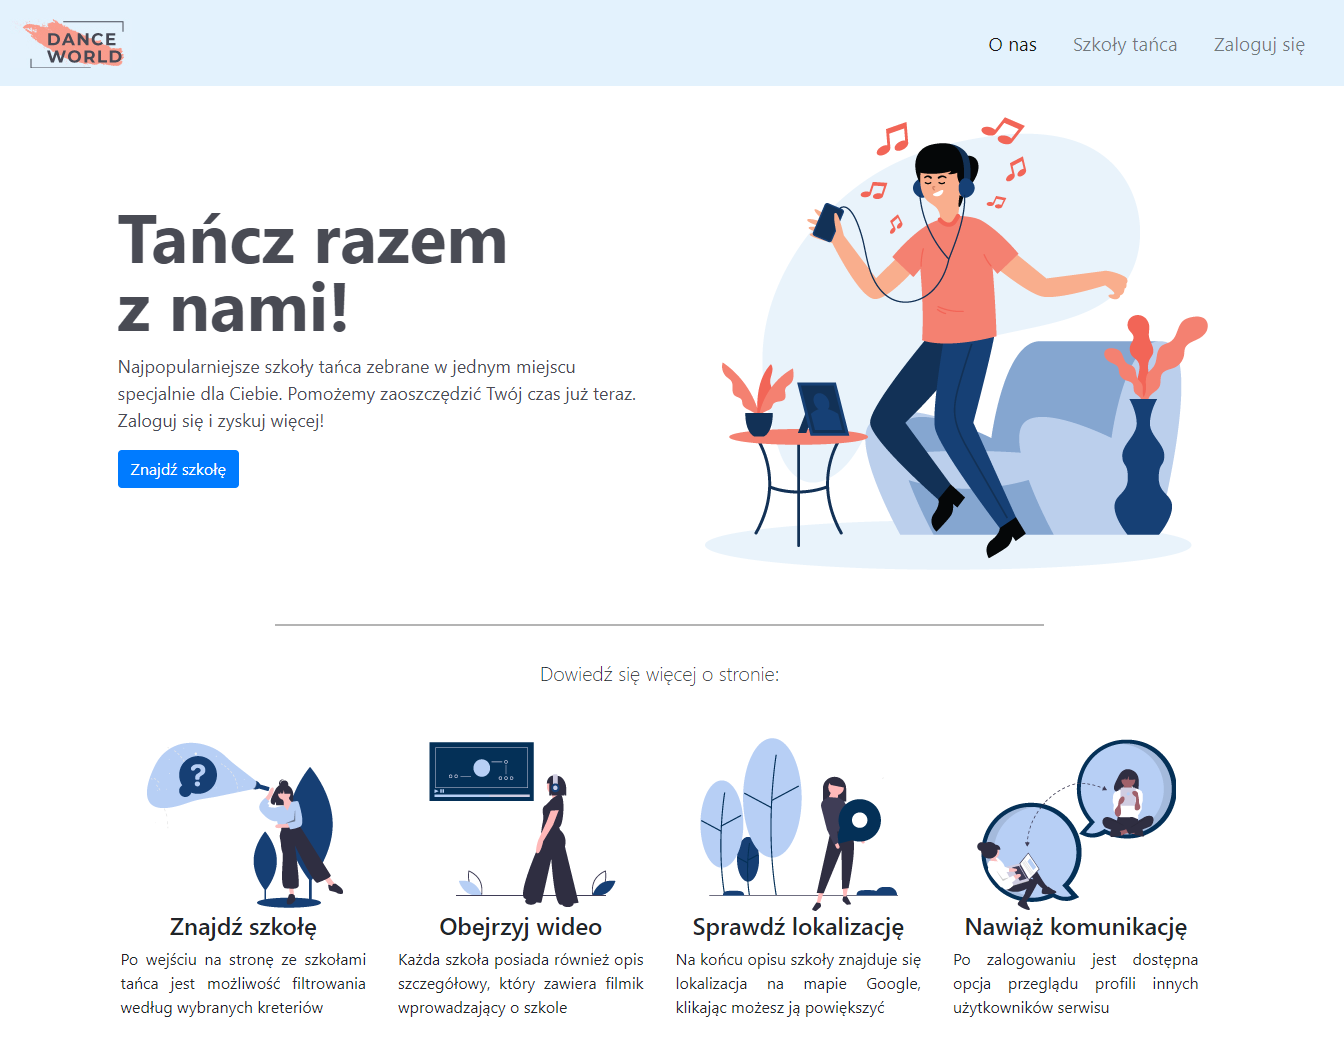 DANCE
WORLD
O nas
Szkoły tańca
Zaloguj się
Tańcz razem
z nami!
Najpopularniejsze szkoły tańca zebrane w jednym miejscu
specjalnie dla Ciebie. Pomożemy zaoszczędzić Twój czas już teraz.
Zaloguj się i zyskuj więcej!
Znajdź szkołę
Dowiedź się więcej o stronie:
?
Znajdź szkołę
Po wejściu na stronę ze szkołami
tańca jest możliwość filtrowania
według wybranych kreteriów
Obejrzyj wideo
Każda szkoła posiada również opis
szczegółowy, który zawiera filmik
wprowadzający o szkole
Sprawdź lokalizację
Na końcu opisu szkoły znajduje się
lokalizacja na mapie Google,
klikając możesz ją powiększyć
Nawiąż komunikację
Po zalogowaniu jest dostępna
opcja przeglądu profili innych
użytkowników serwisu